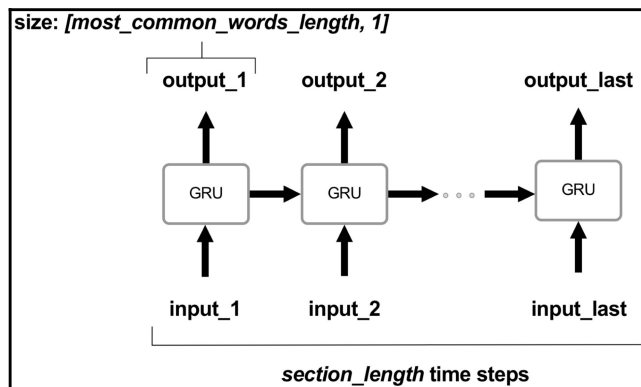 size: [most_common_words_length, 1]
output_1 output_2 output_last
GRU GRU GRU
input_1 input_2 input_last
section_length time steps